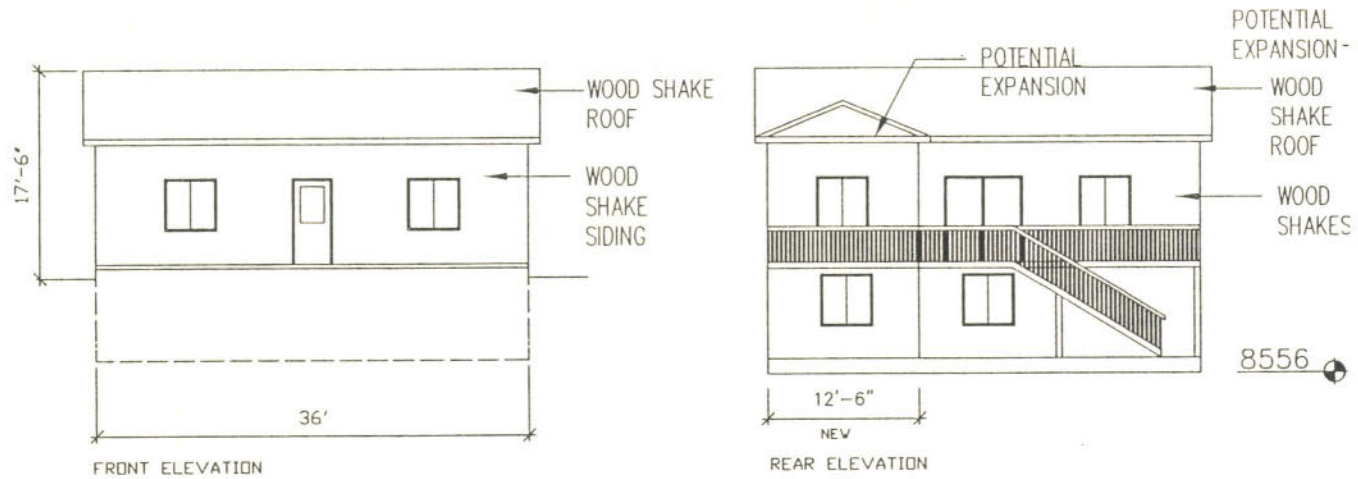 17'-6"
WOOD SHAKE
ROOF
WOOD
SHAKE
SIDING
36'
FRONT ELEVATION
POTENTIAL
EXPANSION
POTENTIAL
EXPANSION-
WOOD
SHAKE
ROOF
WOOD
SHAKES
8556
12'-6"
NEW
REAR ELEVATION